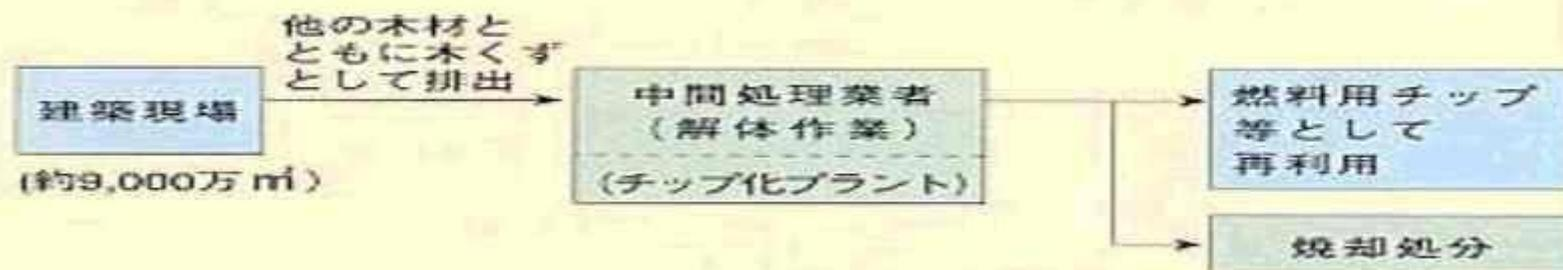 他の木材と
ともに木くず
として排出
建築現場
(約9,000万㎡)
中間処理業者
(解体作業)
(チップ化プラント)
燃料用チップ
等として
再利用
焼却処分